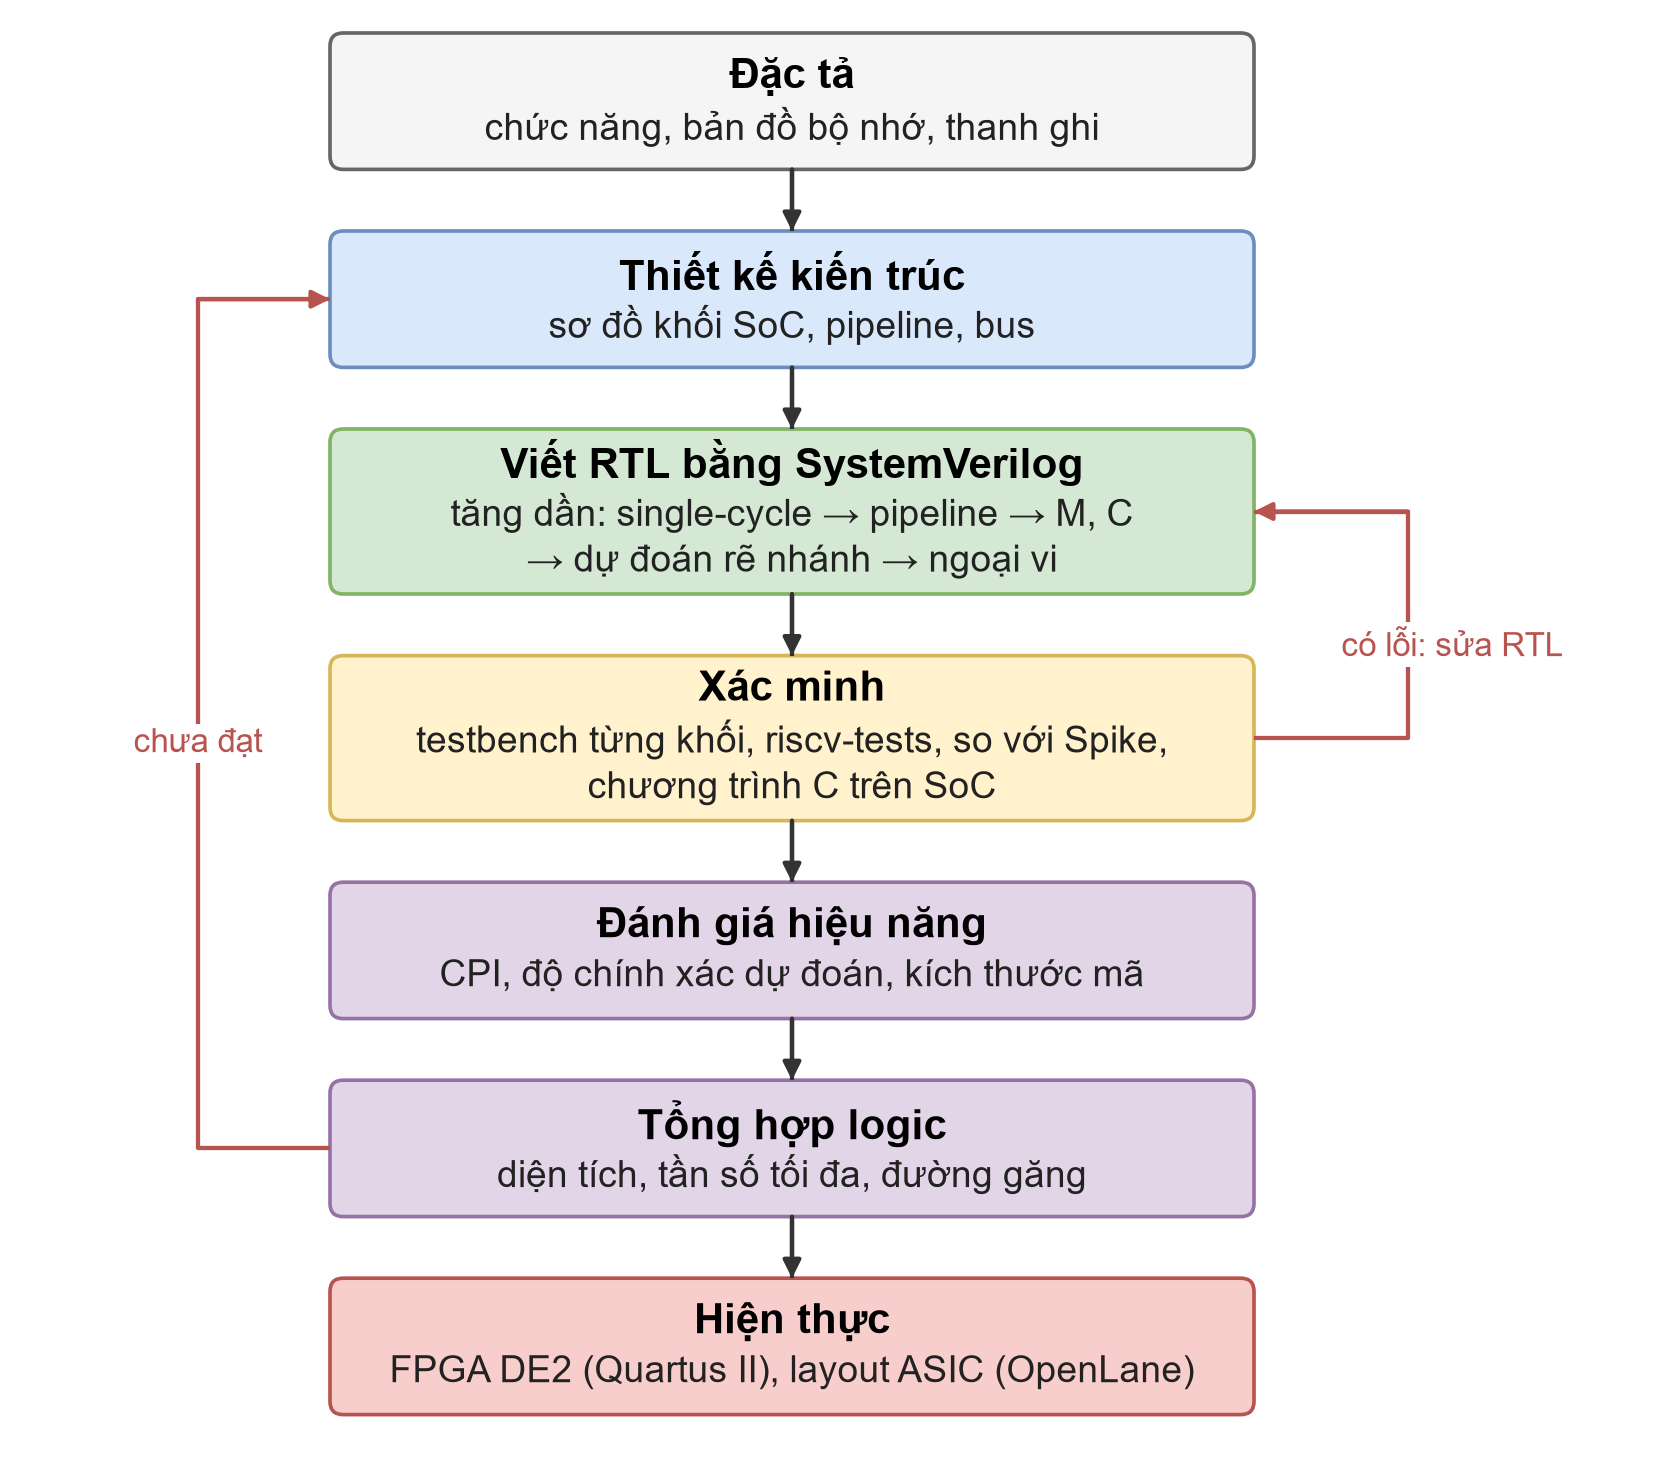 Đặc tả
chức năng, bản đồ bộ nhớ, thanh ghi
Thiết kế kiến trúc
sơ đồ khối SoC, pipeline, bus
Viết RTL bằng SystemVerilog
tăng dần: single-cycle → pipeline → M, C
→ dự đoán rẽ nhánh → ngoại vi
có lỗi: sửa RTL
Xác minh
testbench từng khối, riscv-tests, so với Spike,
chương trình C trên SoC
chưa đạt
Đánh giá hiệu năng
CPI, độ chính xác dự đoán, kích thước mã
Tổng hợp logic
diện tích, tần số tối đa, đường găng
Hiện thực
FPGA DE2 (Quartus II), layout ASIC (OpenLane)